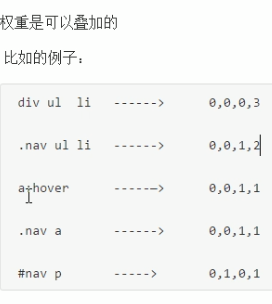 权重是可以叠加的
比如的例子：
div ul li ------> 0,0,0,3
.nav ul li ------> 0,0,1,2
a:hover ------> 0,0,1,1
.nav a ------> 0,0,1,1
#nav p -----> 0,1,0,1